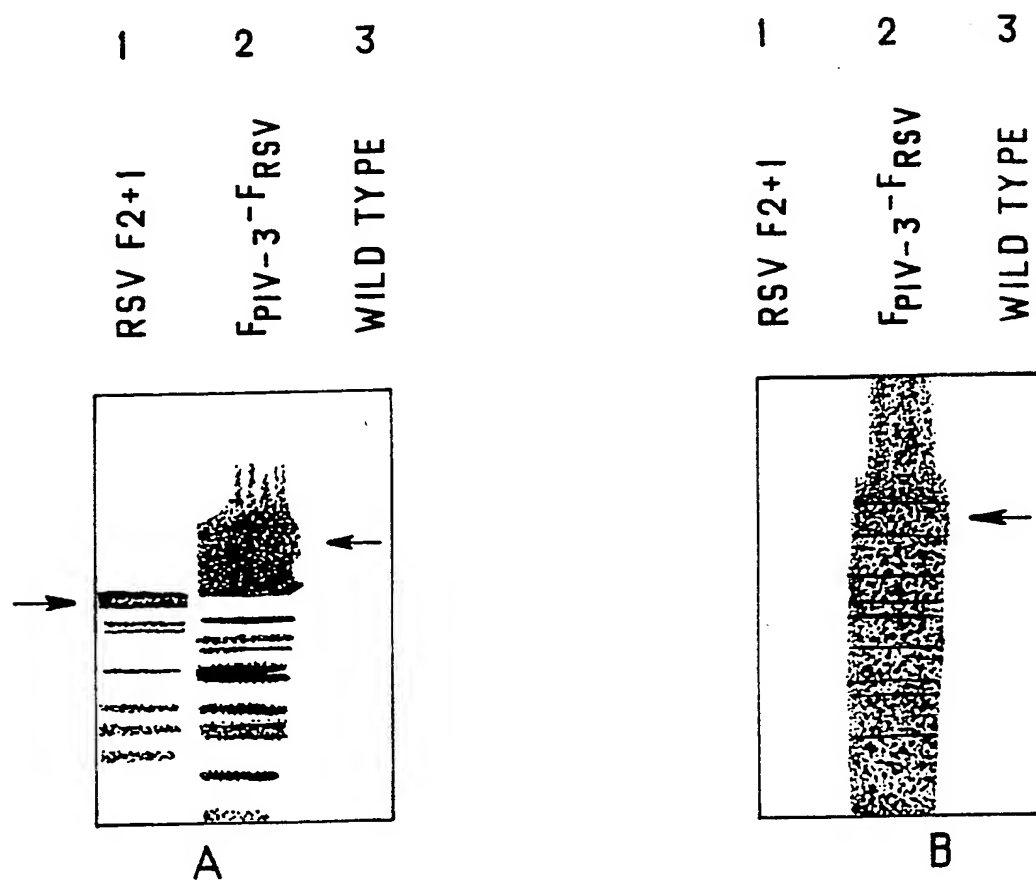 1 2 3
RSV F2+1
FPIV-3-FRSV
WILD TYPE
A
1 2 3
RSV F2+1
FPIV-3-FRSV
WILD TYPE
B